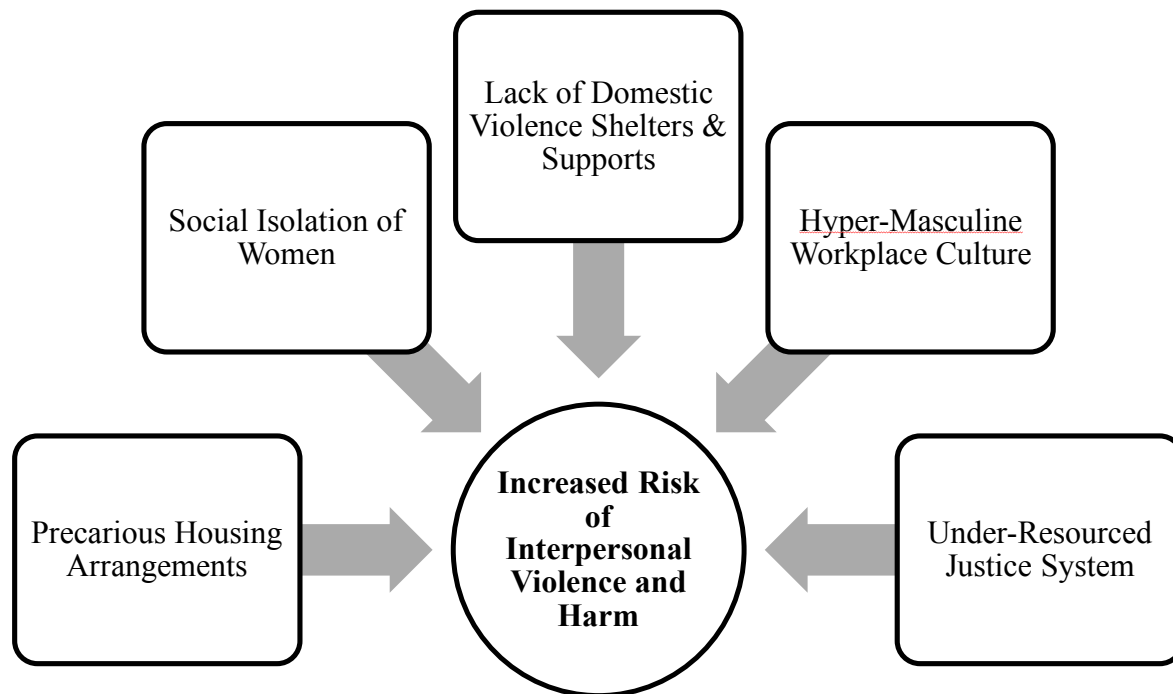 Lack of Domestic
Violence Shelters &
Supports
Social Isolation of
Women
Hyper-Masculine
Workplace Culture
Precarious Housing
Arrangements
Increased Risk
of
Interpersonal
Violence and
Harm
Under-Resourced
Justice System